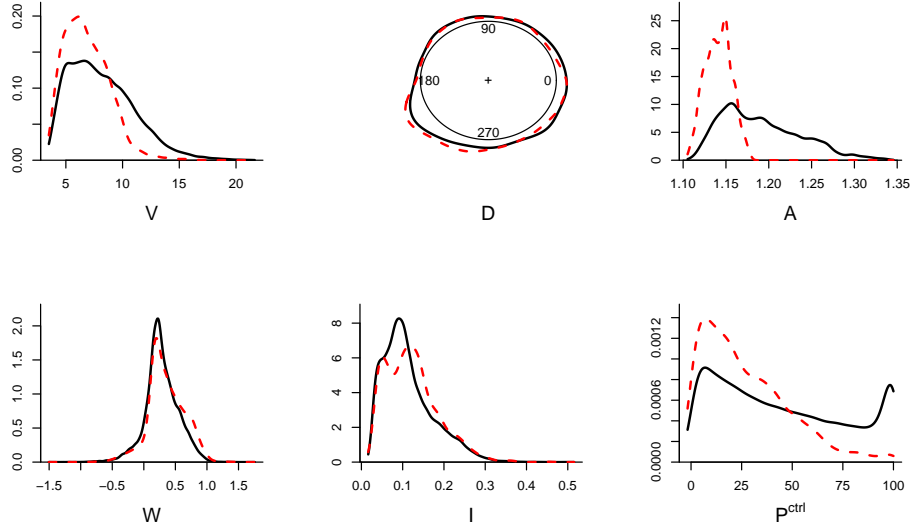 0.00 0.10 0.20
5 10 15 20
V
90
180 + 0
270
D
0 5 10 15 20 25
1.10 1.15 1.20 1.25 1.30 1.35
A
0.0 0.5 1.0 1.5 2.0
−1.5 −0.5 0.5 1.0 1.5
W
0 2 4 6 8
0.0 0.1 0.2 0.3 0.4 0.5
I
0.0000 0.0006 0.0012
0 25 50 75 100
Pctrl